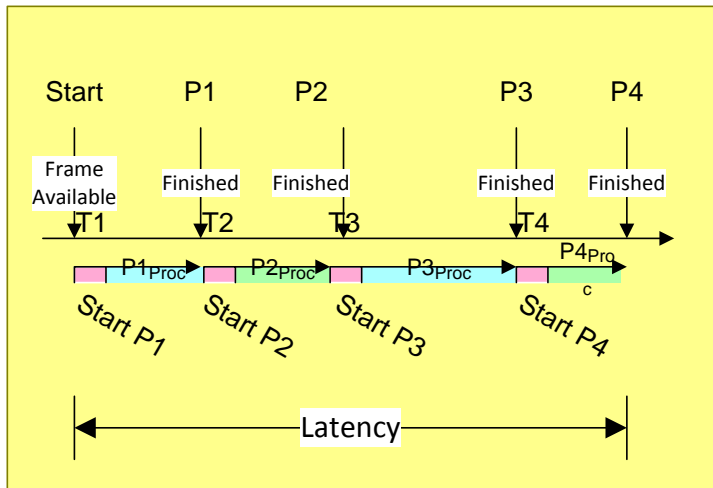 Start P1 P2 P3 P4
Frame
Available
Finished Finished Finished Finished
T1 T2 T3 T4
P1Proc P2Proc P3Proc P4Pro
c
Start P1 Start P2 Start P3 Start P4
Latency